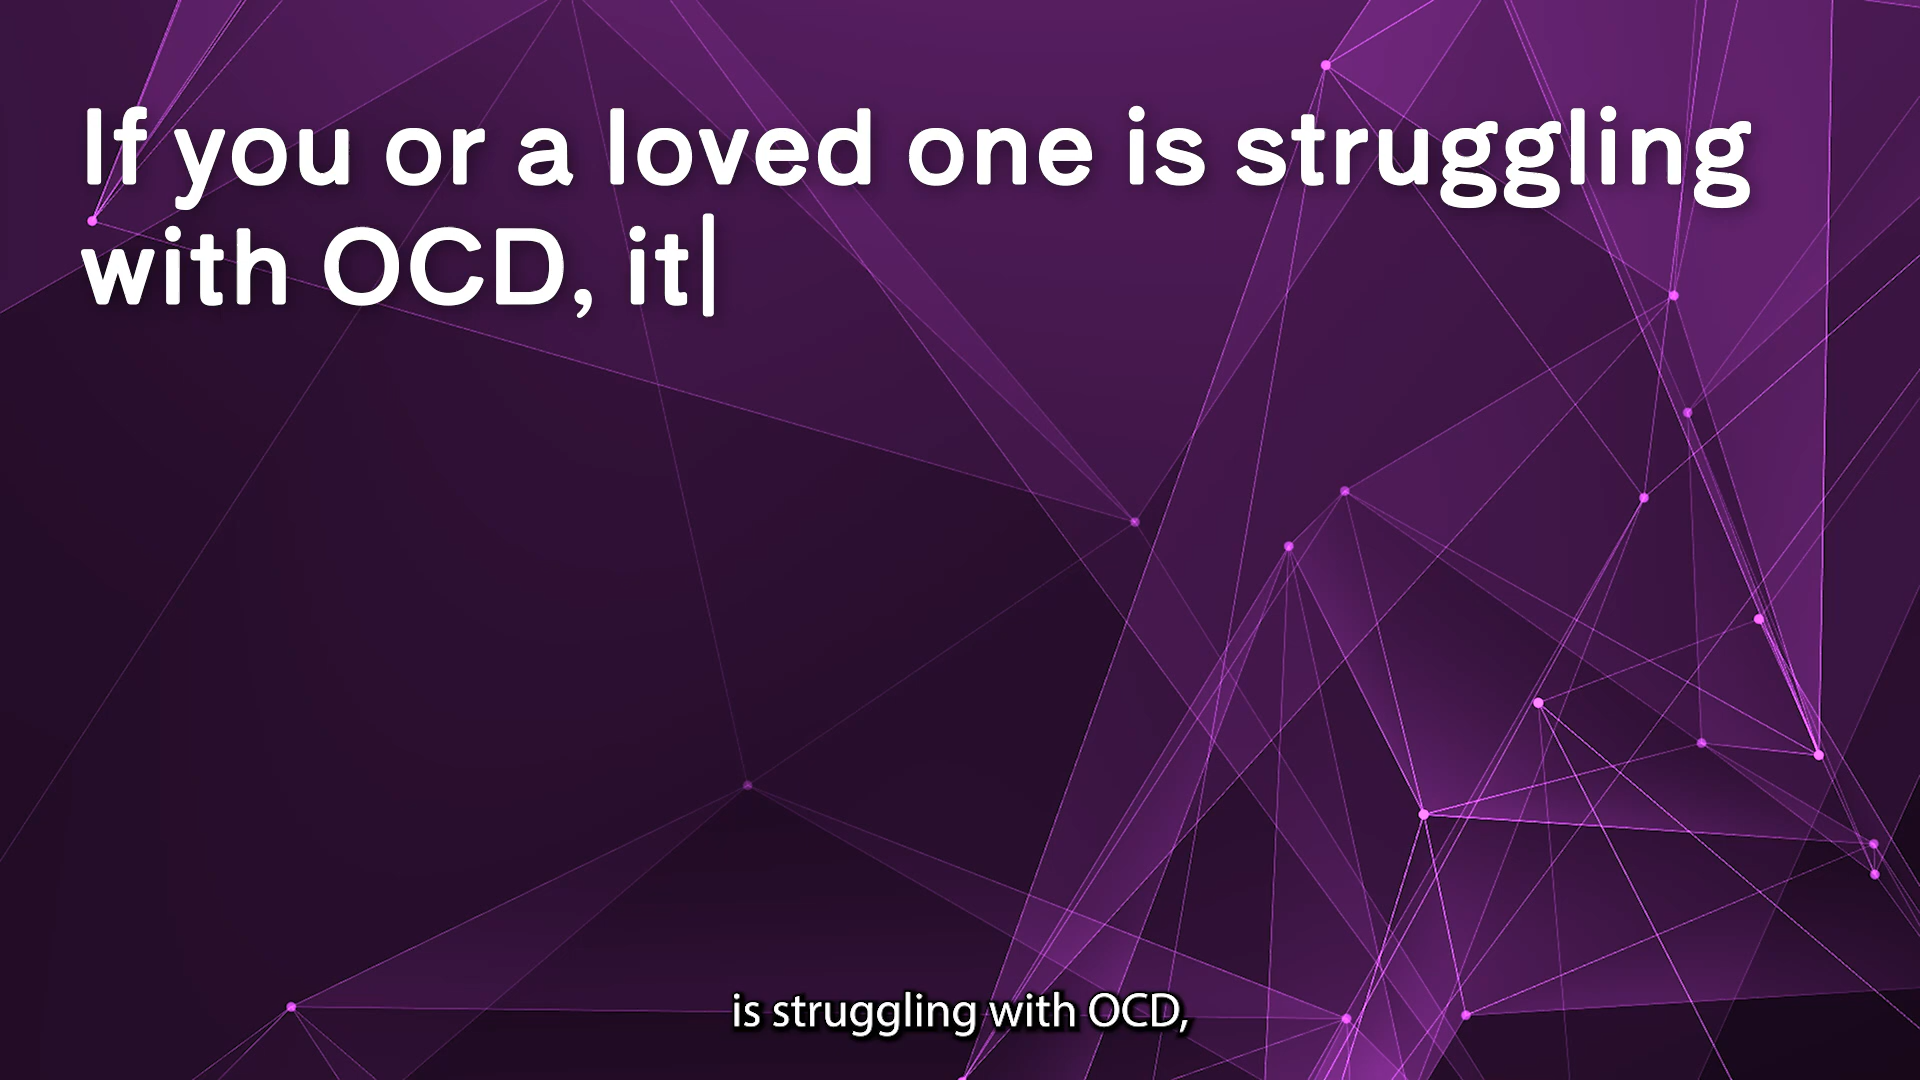 If you or a loved one is struggling
with OCD, it
is struggling with OCD,